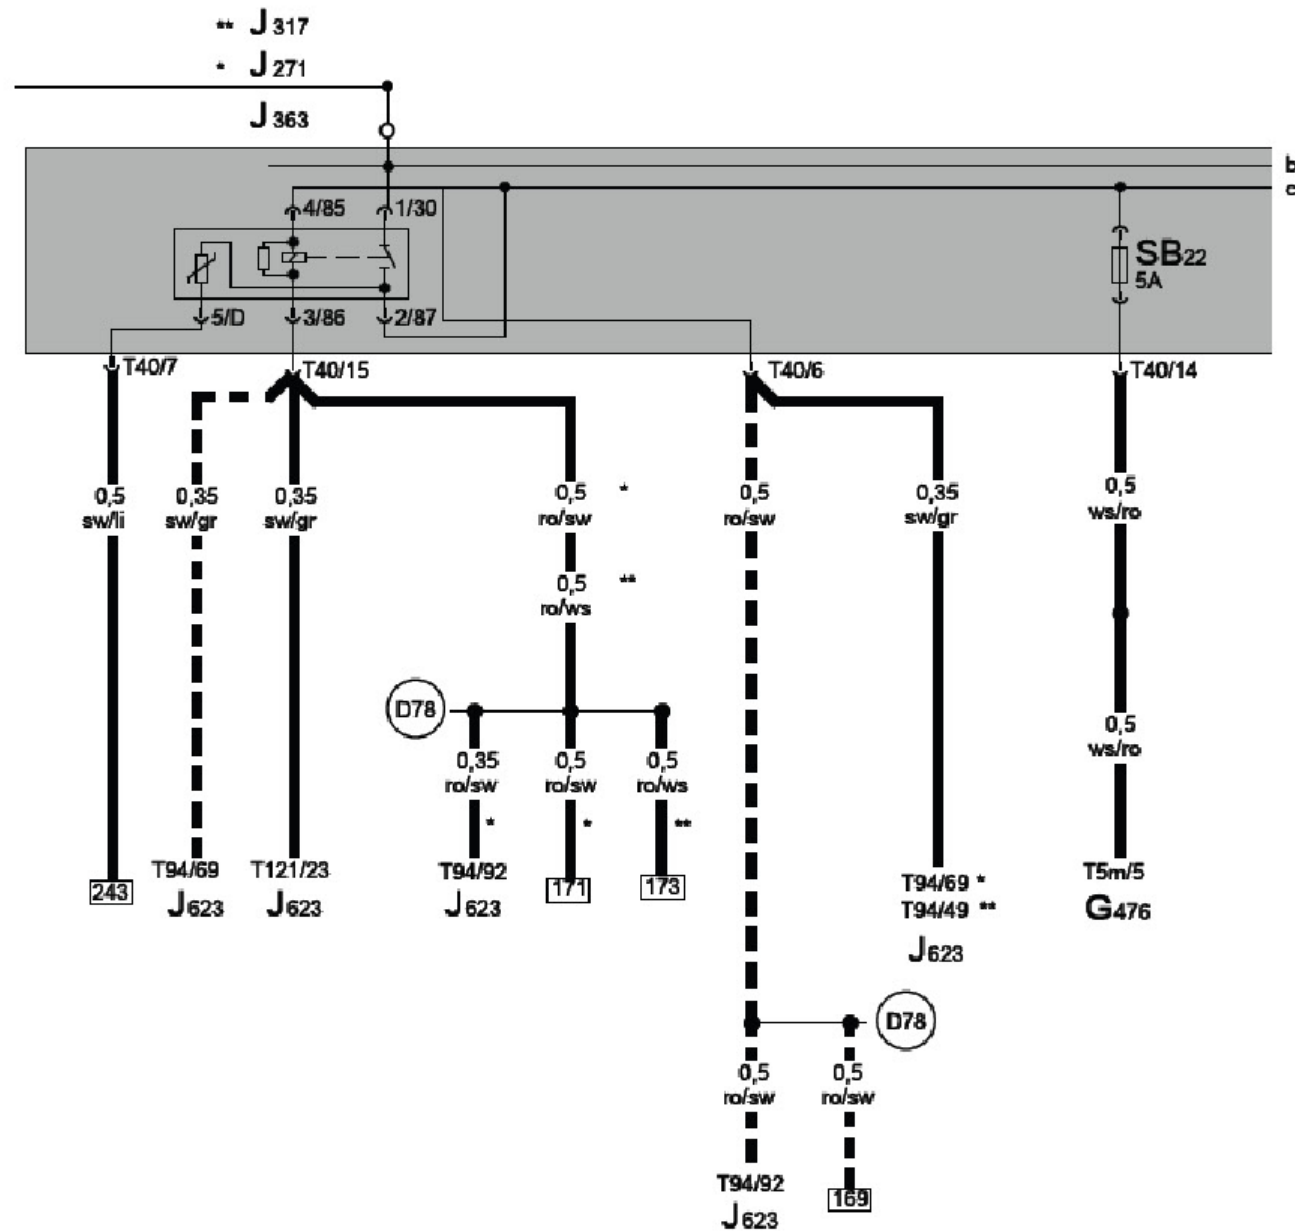 ** J 317
* J 271
J 363
b
c
4/85 1/30
SB22
5A
5/D 3/86 2/87
T40/7 T40/15 T40/6 T40/14
0,5 0,35 0,35 0,5 * 0,5 0,35 0,5
sw/li sw/gr sw/gr ro/sw ro/sw sw/gr ws/ro
0,5 **
ro/ws
D78
0,5
ws/ro
0,35 0,5 0,5
ro/sw ro/sw ro/ws
* * **
T94/69 T121/23 T94/92 T5m/5
243 171 173
J623 J623 J623 G476
T94/69 *
T94/49 **
J623
D78
0,5 0,5
ro/sw ro/sw
T94/92 169
J623